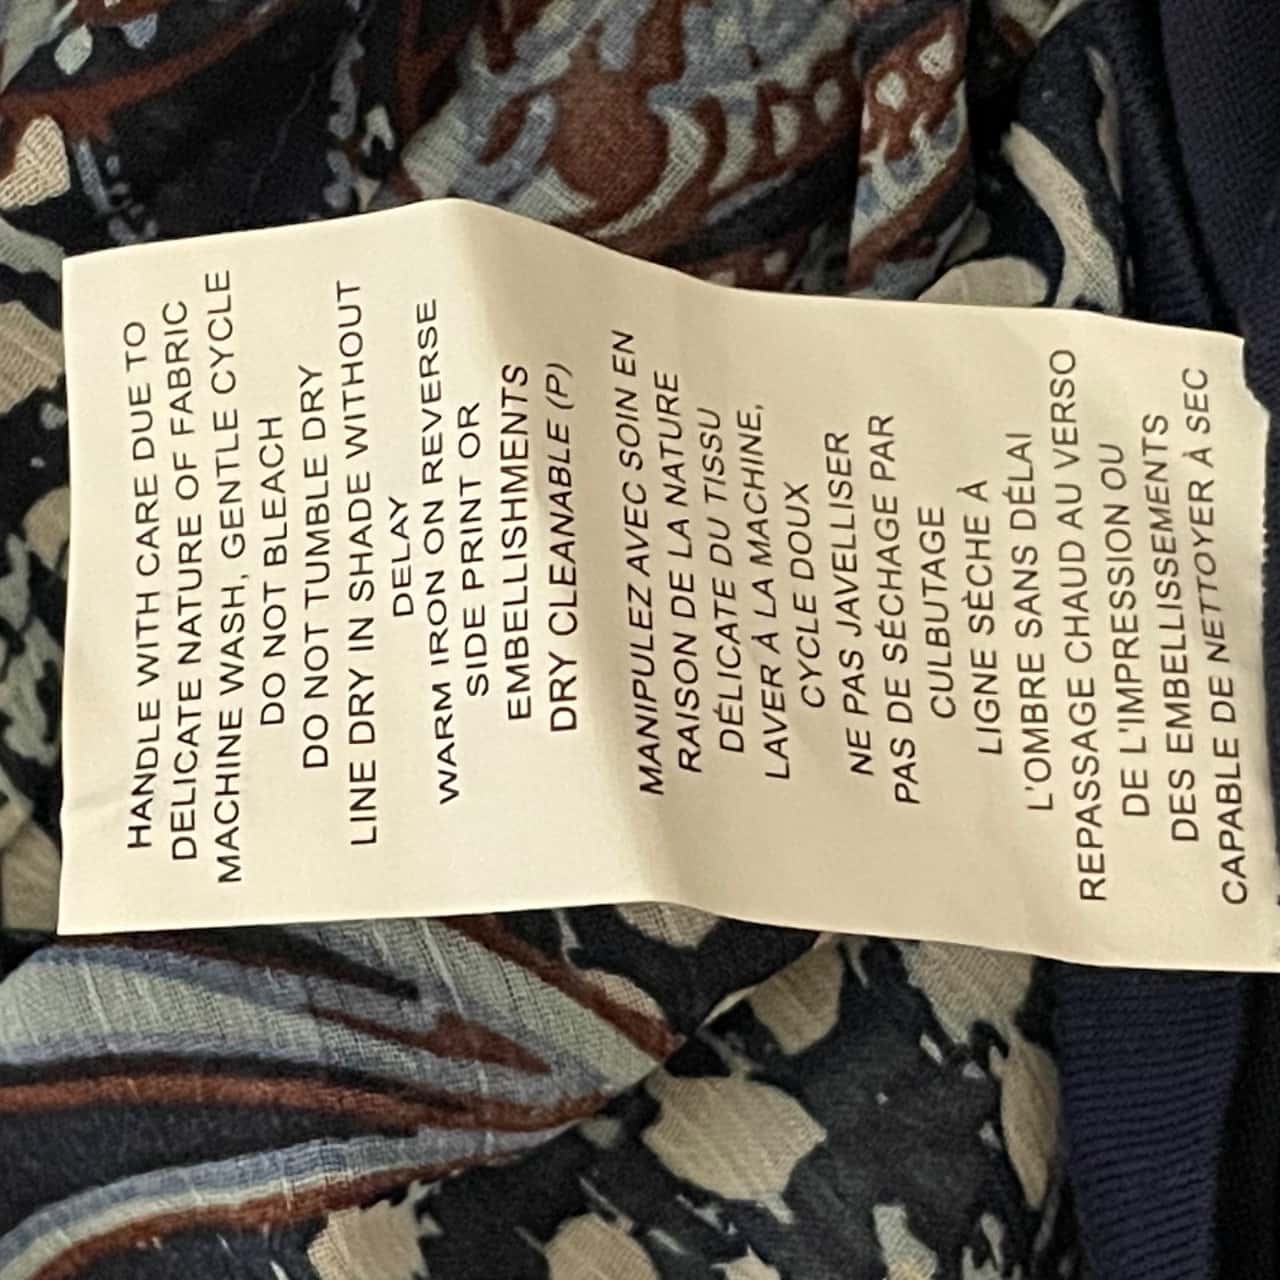 HANDLE WITH CARE DUE TO
DELICATE NATURE OF FABRIC
MACHINE WASH, GENTLE CYCLE
DO NOT BLEACH
DO NOT TUMBLE DRY
LINE DRY IN SHADE WITHOUT
DELAY
WARM IRON ON REVERSE
SIDE PRINT OR
EMBELLISHMENTS
DRY CLEANABLE (P)
MANIPULEZ AVEC SOIN EN
RAISON DE LA NATURE
DÉLICATE DU TISSU
LAVER À LA MACHINE,
CYCLE DOUX
NE PAS JAVELLISER
PAS DE SÉCHAGE PAR
CULBUTAGE
LIGNE SÈCHE À
L'OMBRE SANS DÉLAI
REPASSAGE CHAUD AU VERSO
DE L'IMPRESSION OU
DES EMBELLISSEMENTS
CAPABLE DE NETTOYER À SEC